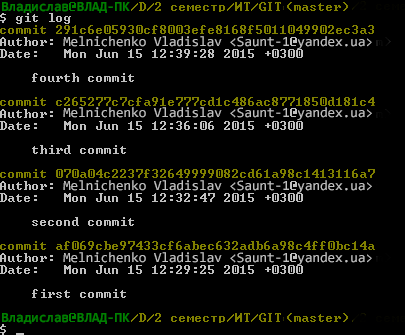 Владислав@ВЛАД-ПК /D/2 семестр/ИТ/GIT (master)
$ git log
commit 291c6e05930cf8003efe8168f5011049902ec3a3
Author: Melnichenko Vladislav <Saunt-1@yandex.ua>
Date:   Mon Jun 15 12:39:28 2015 +0300
fourth commit
commit c265277c7cfa91e777cd1c486ac8771850d181c4
Author: Melnichenko Vladislav <Saunt-1@yandex.ua>
Date:   Mon Jun 15 12:36:06 2015 +0300
third commit
commit 070a04c2237f32649999082cd61a98c1413116a7
Author: Melnichenko Vladislav <Saunt-1@yandex.ua>
Date:   Mon Jun 15 12:32:47 2015 +0300
second commit
commit af069cbe97433cf6abec632adb6a98c4ff0bc14a
Author: Melnichenko Vladislav <Saunt-1@yandex.ua>
Date:   Mon Jun 15 12:29:25 2015 +0300
first commit
Владислав@ВЛАД-ПК /D/2 семестр/ИТ/GIT (master)
$ _